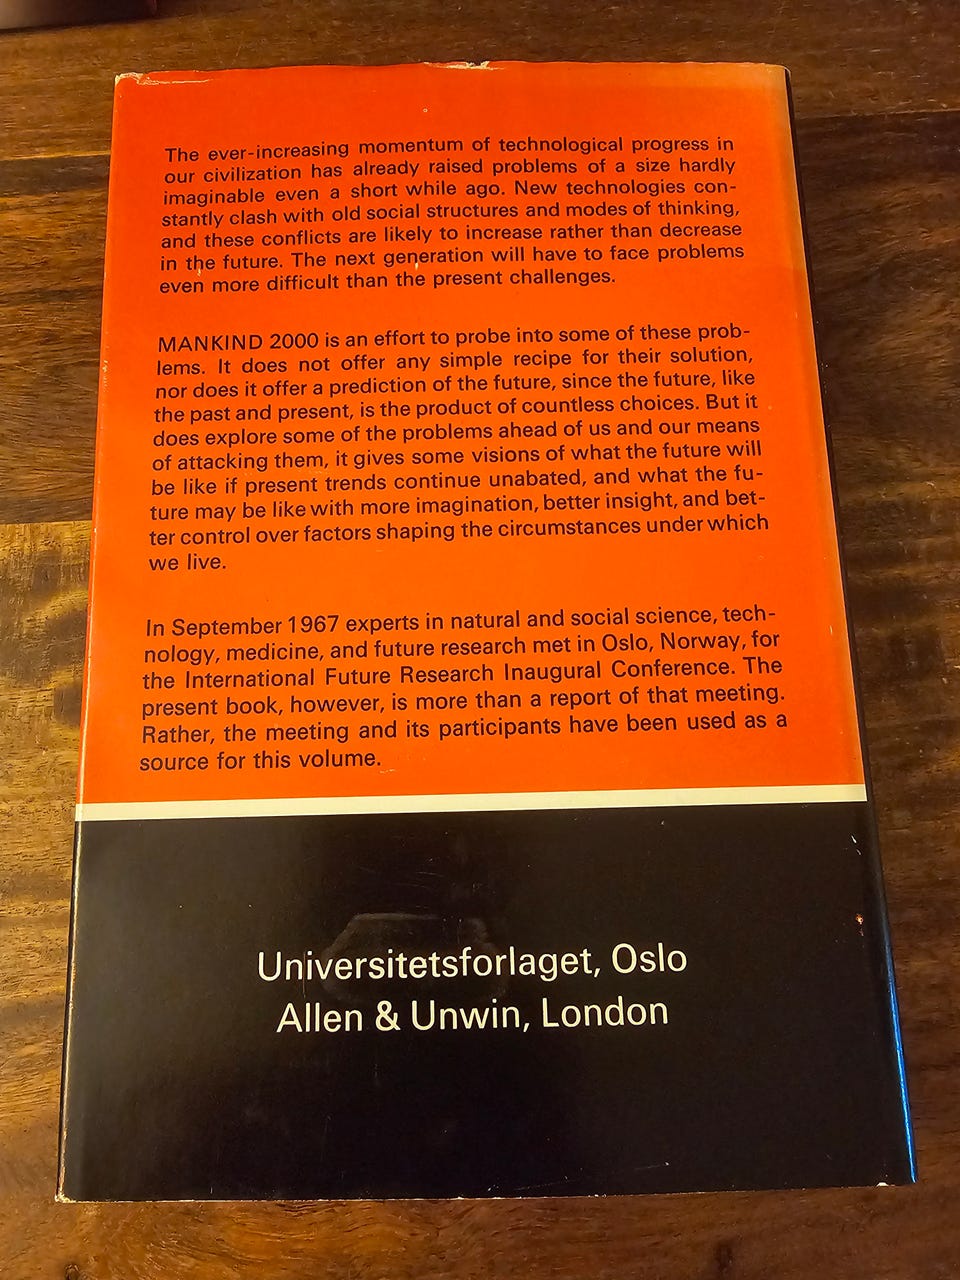 The ever-increasing momentum of technological progress in
our civilization has already raised problems of a size hardly
imaginable even a short while ago. New technologies con-
stantly clash with old social structures and modes of thinking,
and these conflicts are likely to increase rather than decrease
in the future. The next generation will have to face problems
even more difficult than the present challenges.
MANKIND 2000 is an effort to probe into some of these prob-
lems. It does not offer any simple recipe for their solution,
nor does it offer a prediction of the future, since the future, like
the past and present, is the product of countless choices. But it
does explore some of the problems ahead of us and our means
of attacking them, it gives some visions of what the future will
be like if present trends continue unabated, and what the fu-
ture may be like with more imagination, better insight, and bet-
ter control over factors shaping the circumstances under which
we live.
In September 1967 experts in natural and social science, tech-
nology, medicine, and future research met in Oslo, Norway, for
the International Future Research Inaugural Conference. The
present book, however, is more than a report of that meeting.
Rather, the meeting and its participants have been used as a
source for this volume.
Universitetsforlaget, Oslo
Allen & Unwin, London